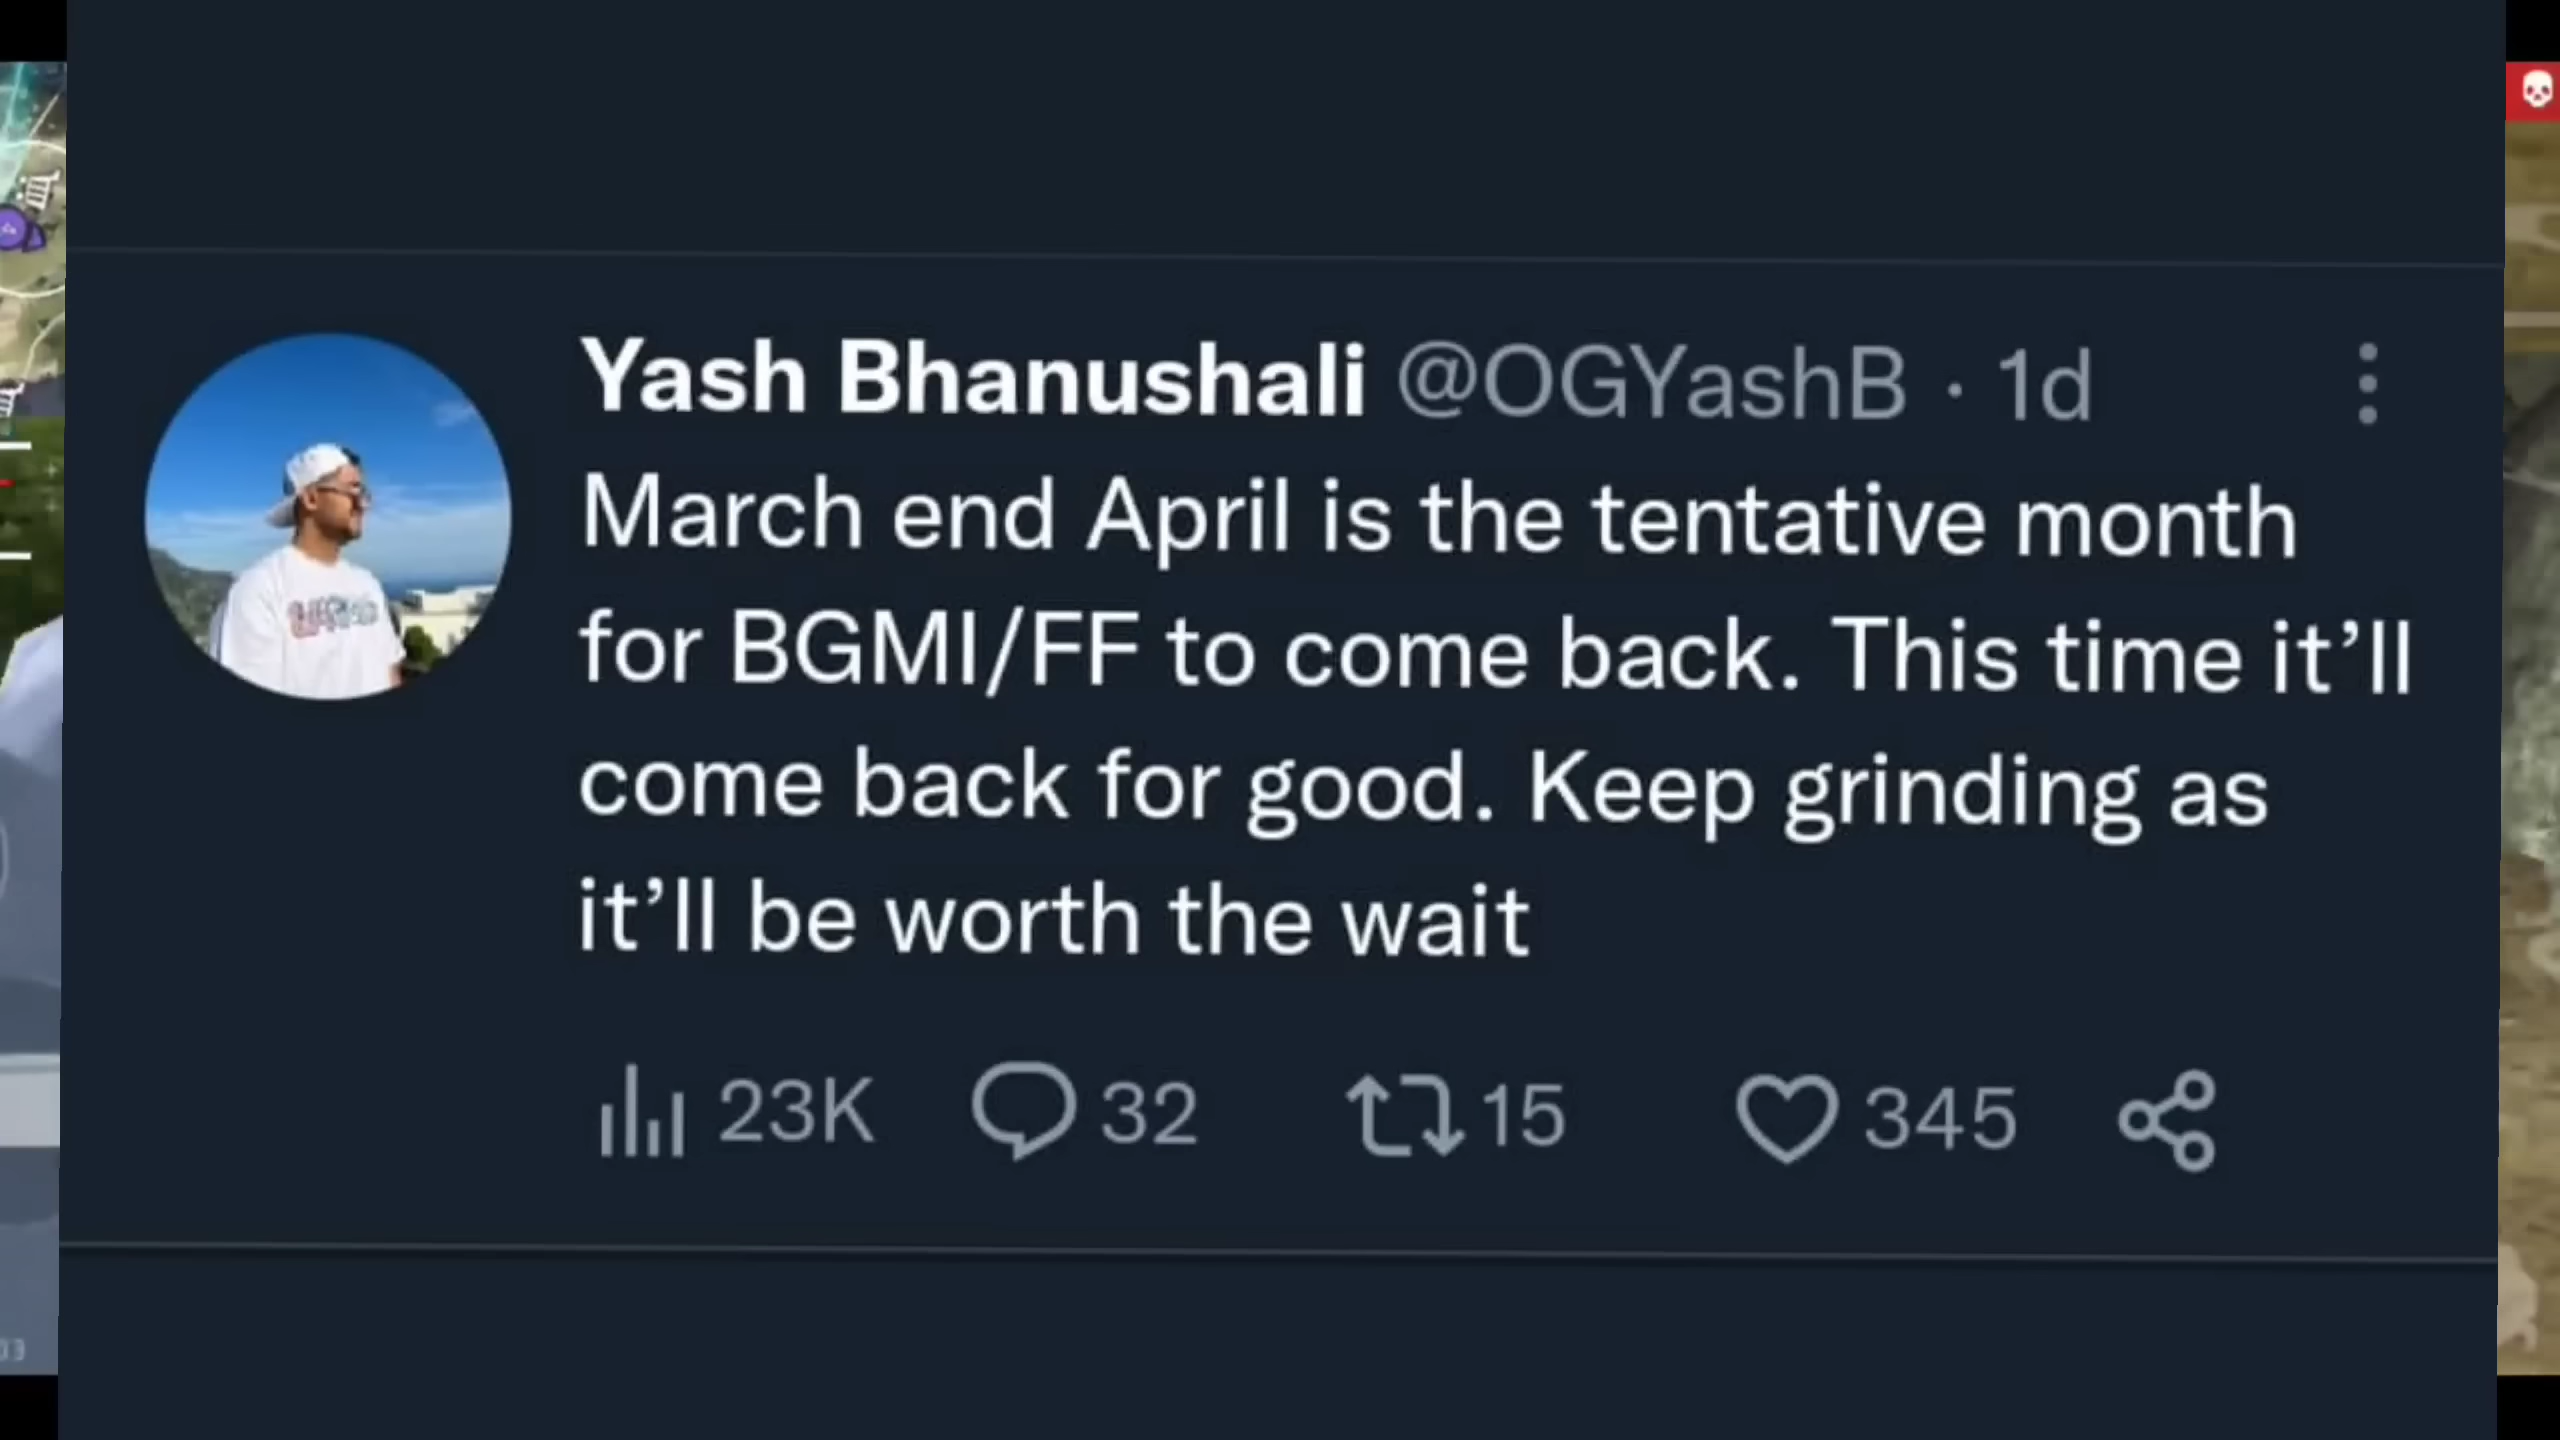 Yash Bhanushali @OGYashB · 1d
March end April is the tentative month
for BGMI/FF to come back. This time it’ll
come back for good. Keep grinding as
it’ll be worth the wait
23K 32 15 345
03